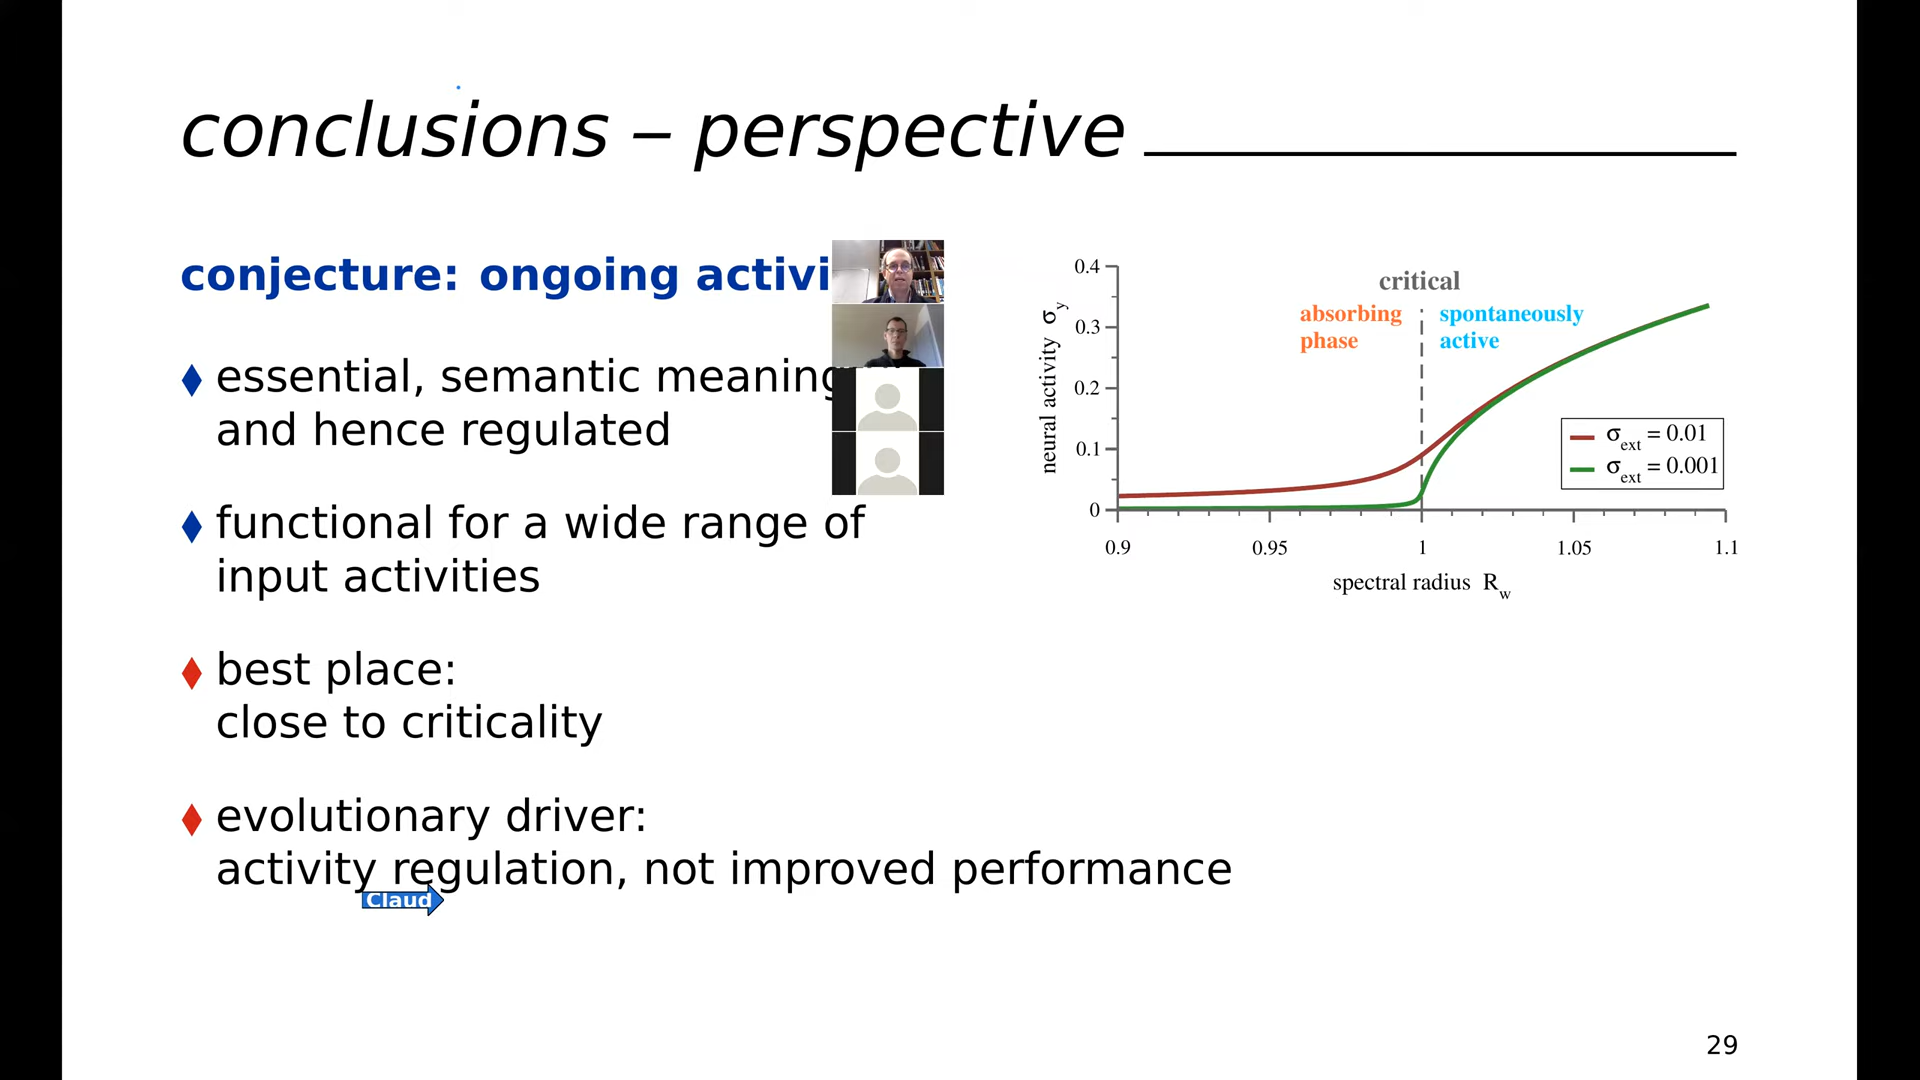 conclusions – perspective
conjecture: ongoing
essential, semantic
and hence regulated
functional for a wide range of
input activities
best place:
close to criticality
evolutionary driver:
activity regulation, not improved performance
Claud
critical
absorbing
phase
spontaneously
active
neural activity σy
0.4
0.3
0.2
0.1
0
σext = 0.01
σext = 0.001
0.9 0.95 1 1.05 1.1
spectral radius Rw
29